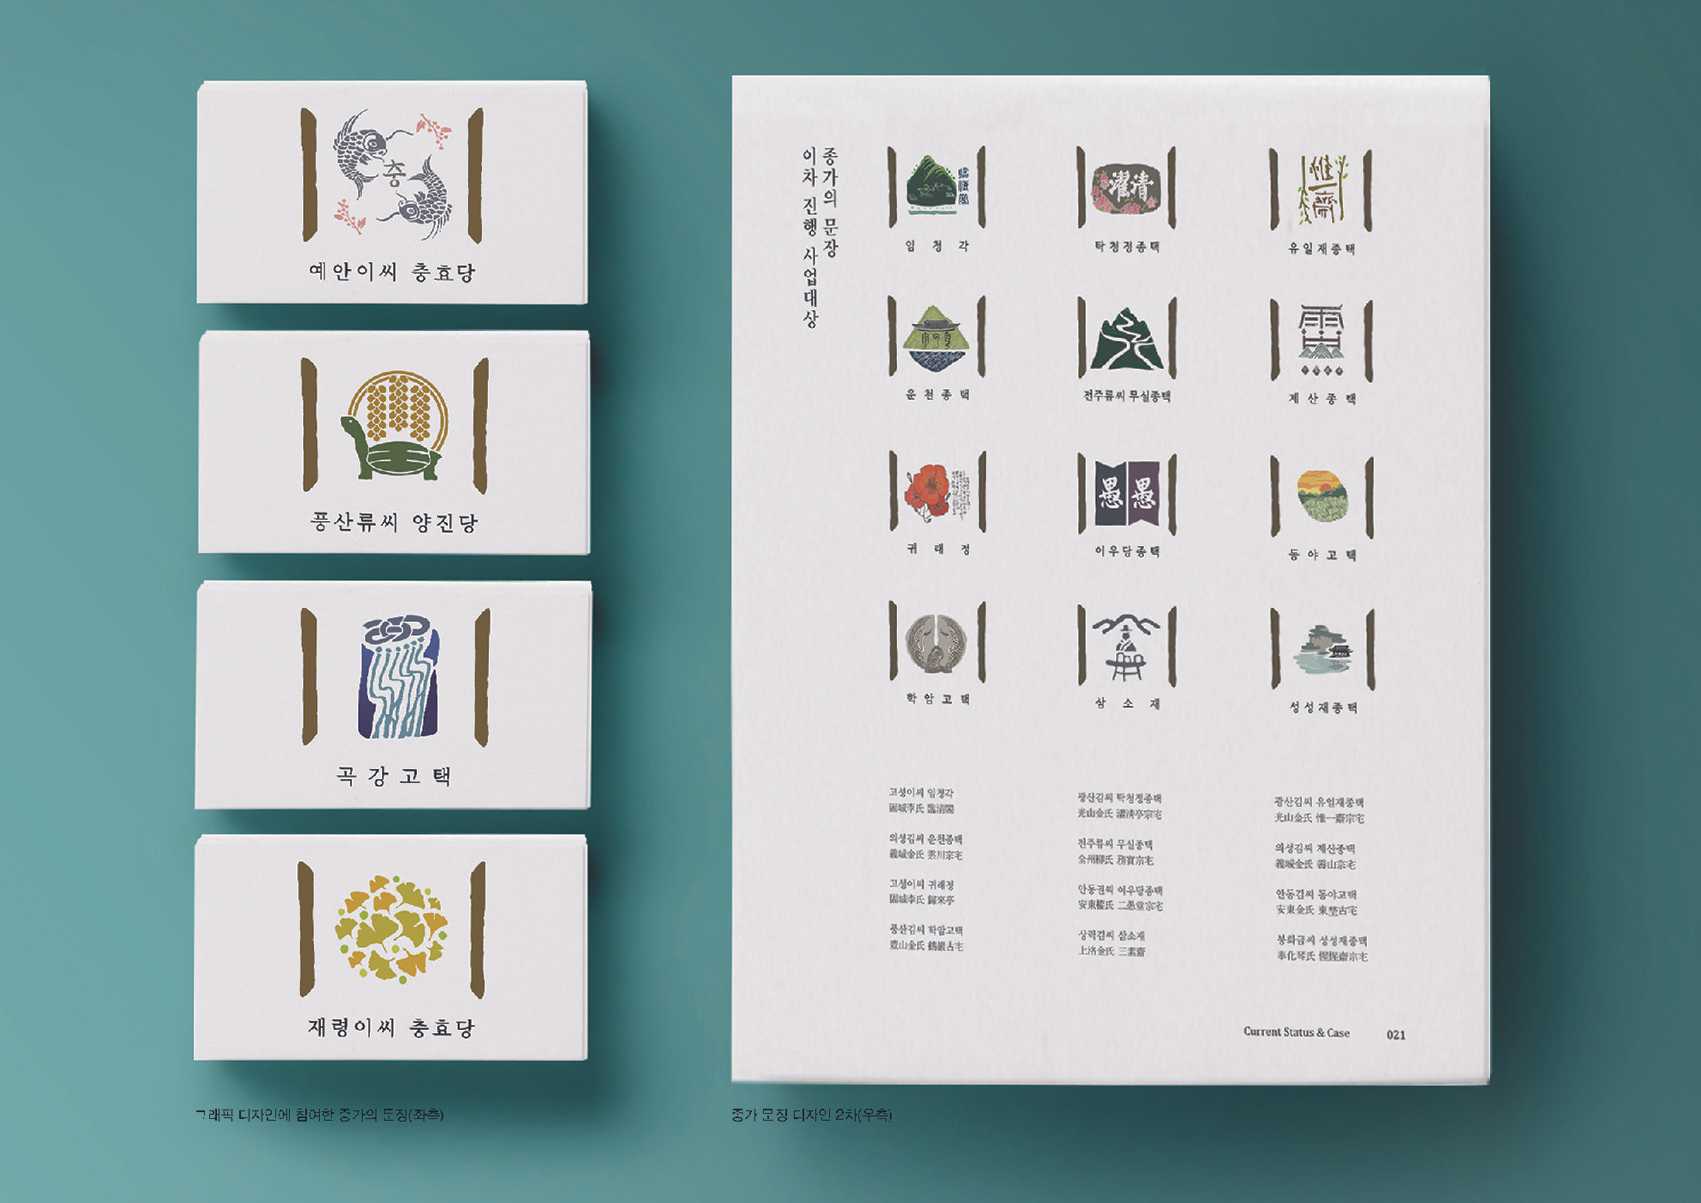 충
예안이씨 충효당
풍산류씨 양진당
곡강고택
재령이씨 충효당
그래픽 디자인에 참여한 종가의 문장(좌측)
종가의 문장
이차 진행 사업대상
임청각
濯清
탁청정종택
유일재종택
운천종택
전주류씨 무실종택
제산종택
귀래정
愚 愚
이우당종택
동야고택
학암고택
삼소재
성성재종택
고성이씨 임청각
固城李氏 臨淸閣
의성김씨 운천종택
義城金氏 雲川宗宅
고성이씨 귀래정
固城李氏 歸來亭
풍산김씨 학암고택
豊山金氏 鶴巖古宅
광산김씨 탁청정종택
光山金氏 濯淸亭宗宅
전주류씨 무실종택
全州柳氏 務實宗宅
안동권씨 이우당종택
安東權氏 二愚堂宗宅
상락김씨 삼소재
上洛金氏 三素齋
광산김씨 유일재종택
光山金氏 惟一齋宗宅
의성김씨 제산종택
義城金氏 霽山宗宅
안동김씨 동야고택
安東金氏 東埜古宅
봉화금씨 성성재종택
奉化琴氏 惺惺齋宗宅
Current Status & Case 021
종가 문장 디자인 2차(우측)